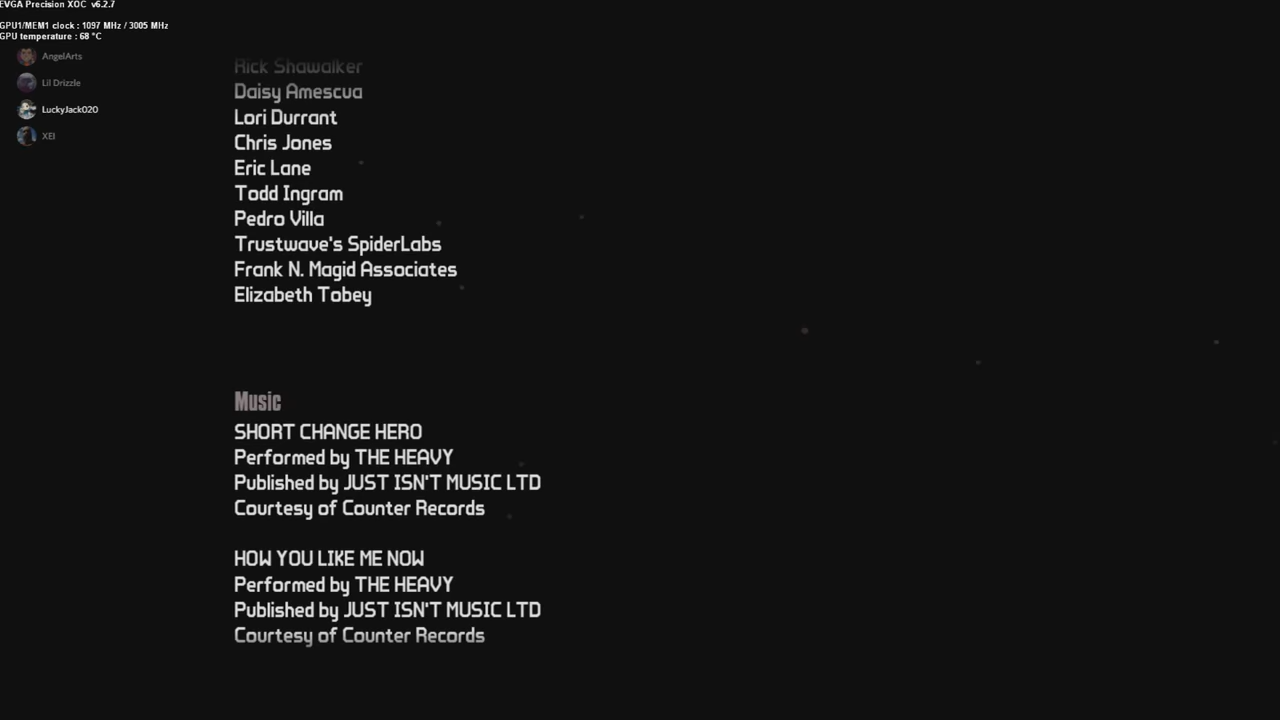 EVGA Precision XOC v6.2.7
GPU1/MEM1 clock : 1097 MHz / 3005 MHz
GPU temperature : 68 °C
AngelArts
Lil Drizzle
LuckyJack020
XEI
Rick Shawalker
Daisy Amescua
Lori Durrant
Chris Jones
Eric Lane
Todd Ingram
Pedro Villa
Trustwave's SpiderLabs
Frank N. Magid Associates
Elizabeth Tobey
Music
SHORT CHANGE HERO
Performed by THE HEAVY
Published by JUST ISN'T MUSIC LTD
Courtesy of Counter Records
HOW YOU LIKE ME NOW
Performed by THE HEAVY
Published by JUST ISN'T MUSIC LTD
Courtesy of Counter Records